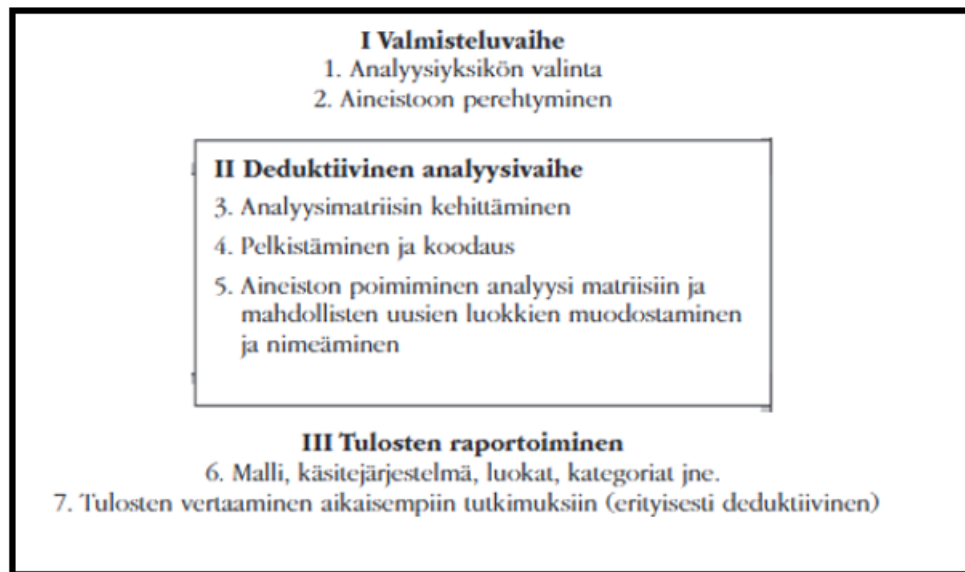 I Valmisteluvaihe
1. Analyysiyksikön valinta
2. Aineistoon perehtyminen
II Deduktiivinen analyysivaihe
3. Analyysimatriisin kehittäminen
4. Pelkistäminen ja koodaus
5. Aineiston poimiminen analyysi matriisiin ja
mahdollisten uusien luokkien muodostaminen
ja nimeäminen
III Tulosten raportoiminen
6. Malli, käsitejärjestelmä, luokat, kategoriat jne.
7. Tulosten vertaaminen aikaisempiin tutkimuksiin (erityisesti deduktiivinen)